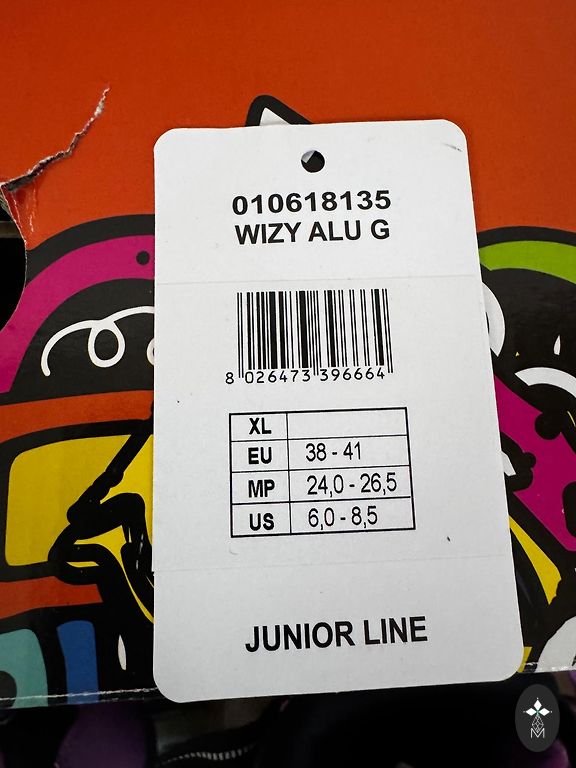 010618135
WIZY ALU G
8 026473 396664
XL
EU 38 - 41
MP 24,0 - 26,5
US 6,0 - 8,5
JUNIOR LINE
M